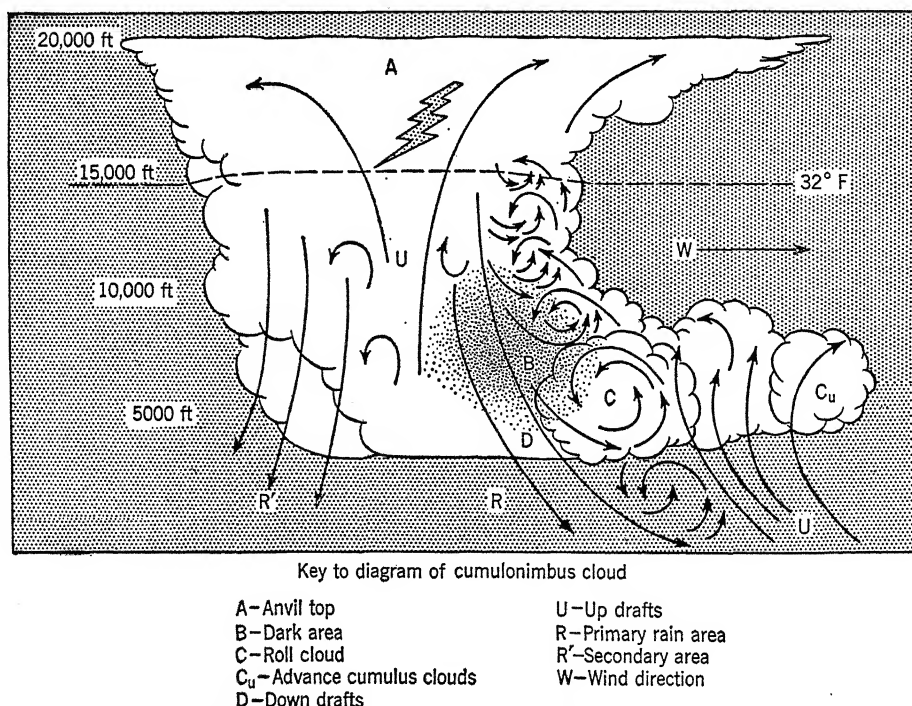 20,000 ft
A
15,000 ft
32° F
U
W
10,000 ft
B
C
Cu
5000 ft
D
R'
R
U
Key to diagram of cumulonimbus cloud
A–Anvil top
B–Dark area
C–Roll cloud
Cu–Advance cumulus clouds
D–Down drafts
U–Up drafts
R–Primary rain area
R'–Secondary area
W–Wind direction